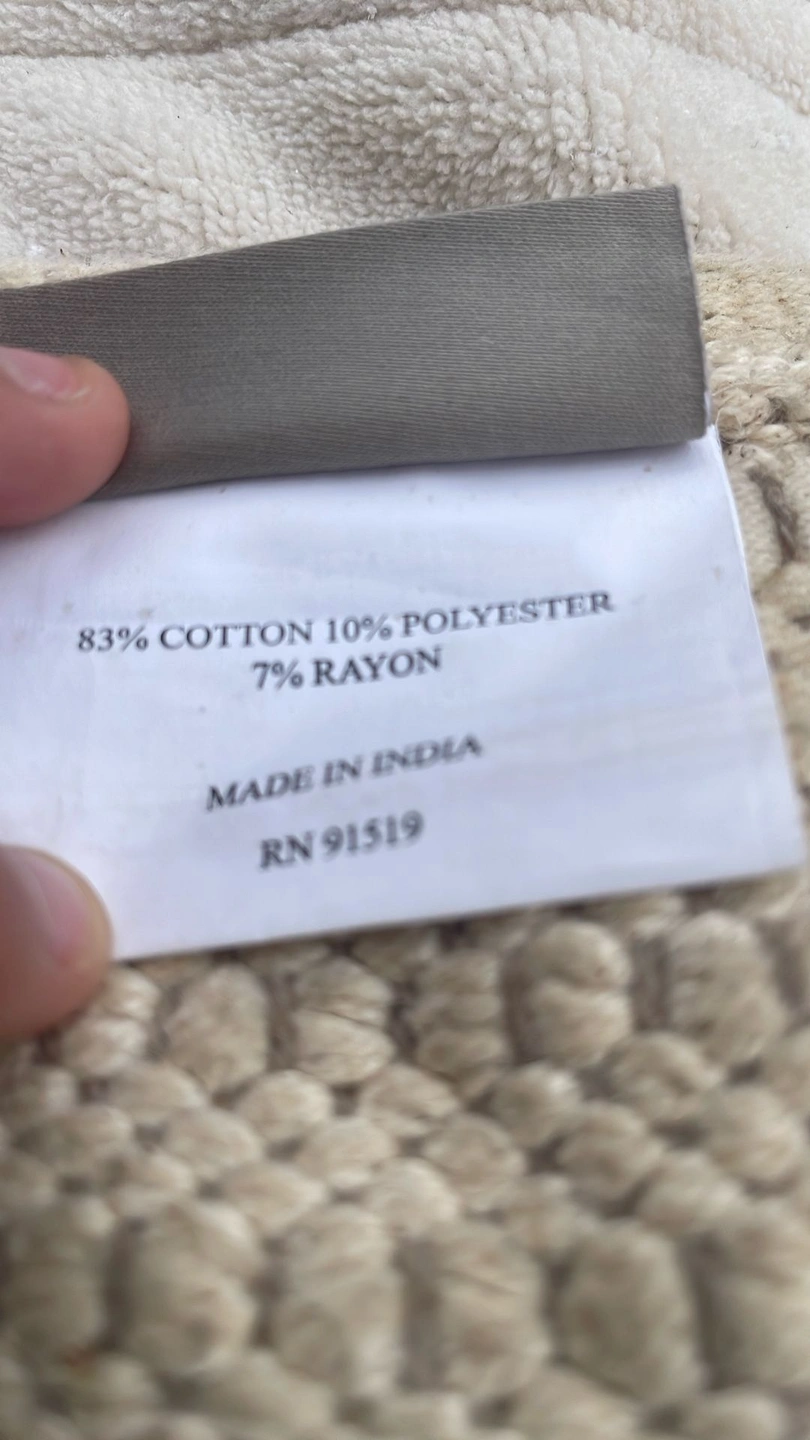 83% COTTON 10% POLYESTER
7% RAYON
MADE IN INDIA
RN 91519